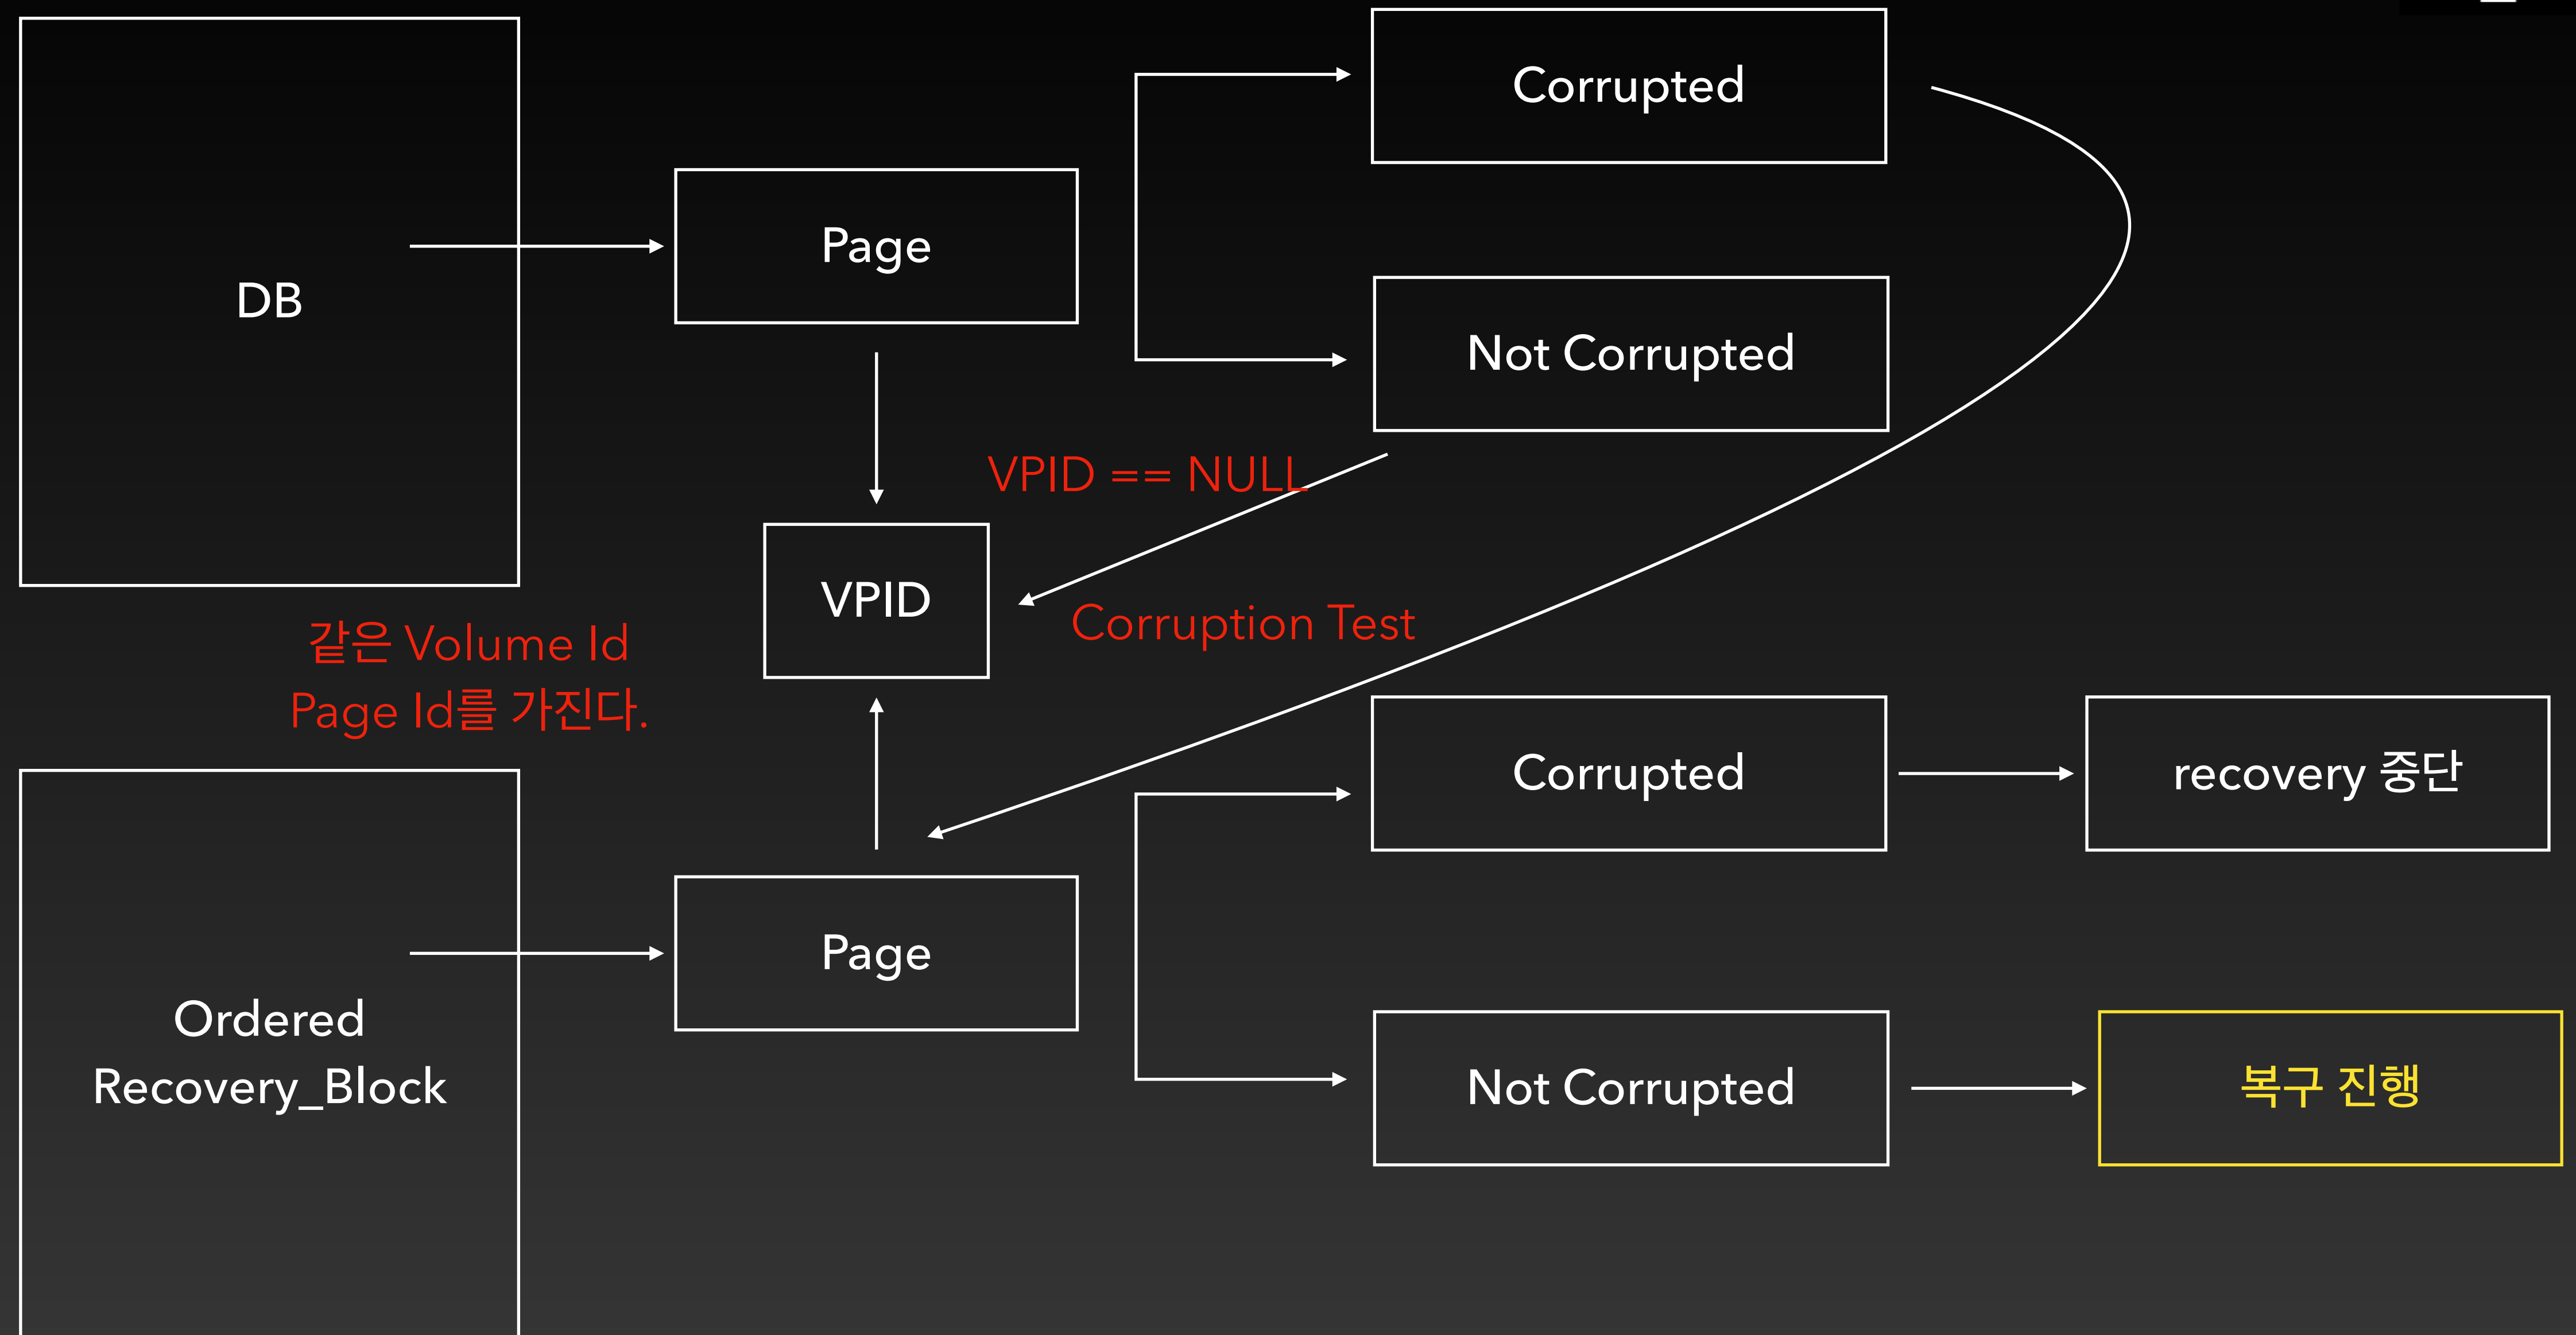 DB
Page
Corrupted
Not Corrupted
VPID == NULL
VPID
Corruption Test
같은 Volume Id
Page Id를 가진다.
Ordered
Recovery_Block
Page
Corrupted
recovery 중단
Not Corrupted
복구 진행